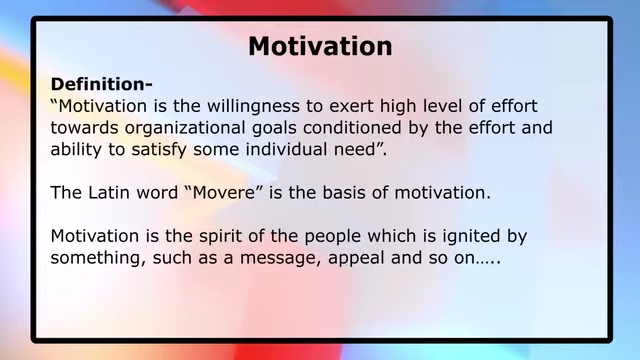 Motivation
Definition-
“Motivation is the willingness to exert high level of effort
towards organizational goals conditioned by the effort and
ability to satisfy some individual need”.
The Latin word “Movere” is the basis of motivation.
Motivation is the spirit of the people which is ignited by
something, such as a message, appeal and so on…..